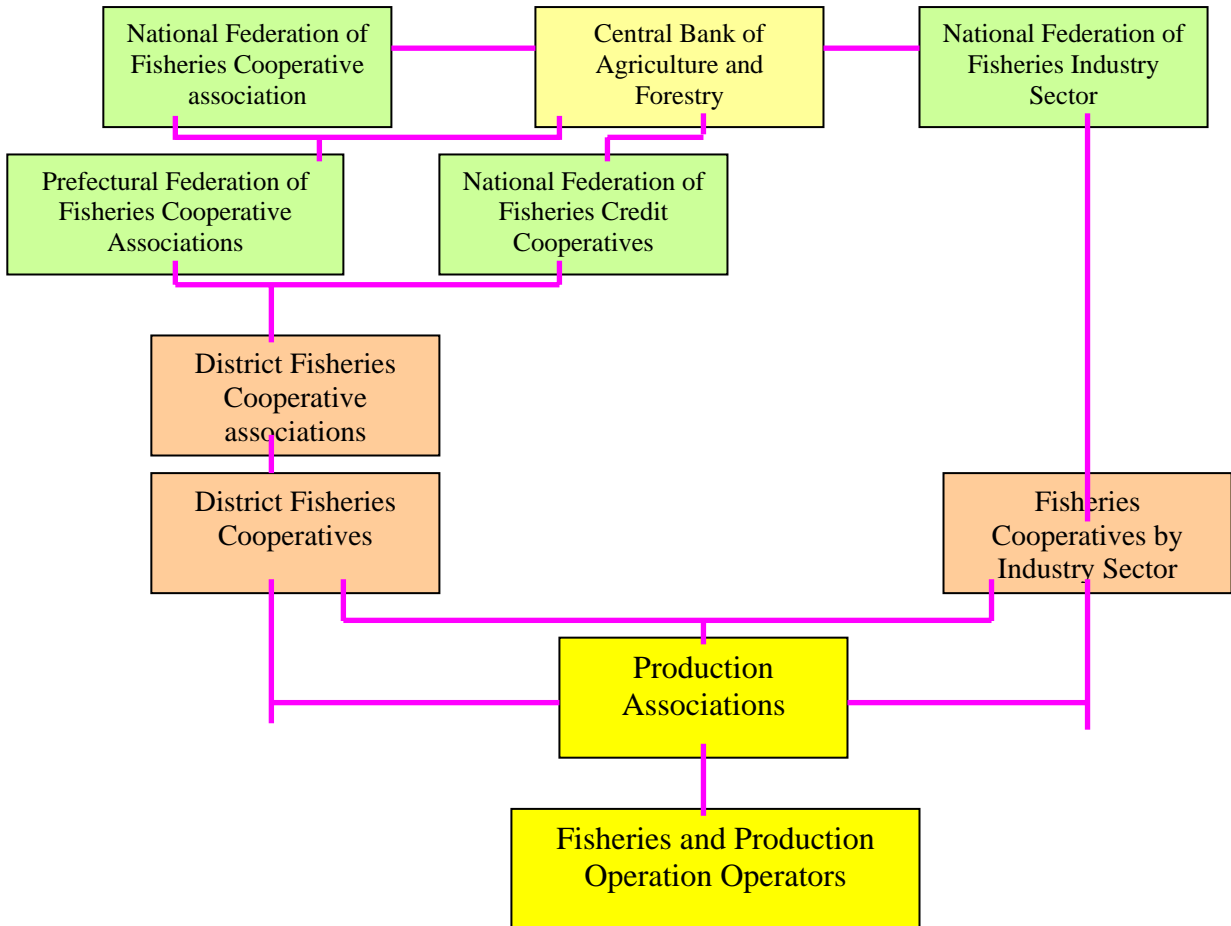 National Federation of
Fisheries Cooperative
association
Central Bank of
Agriculture and
Forestry
National Federation of
Fisheries Industry
Sector
Prefectural Federation of
Fisheries Cooperative
Associations
National Federation of
Fisheries Credit
Cooperatives
District Fisheries
Cooperative
associations
District Fisheries
Cooperatives
Fisheries
Cooperatives by
Industry Sector
Production
Associations
Fisheries and Production
Operation Operators